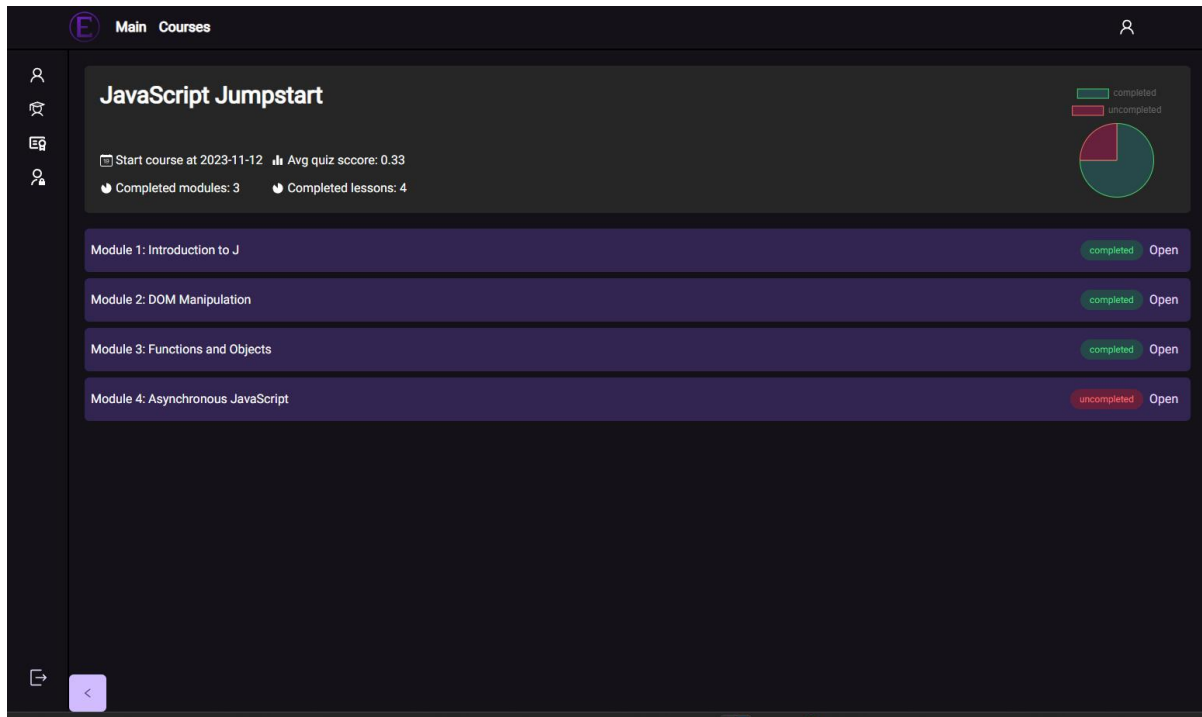 E Main Courses
JavaScript Jumpstart
completed
uncompleted
Start course at 2023-11-12 Avg quiz sccore: 0.33
Completed modules: 3 Completed lessons: 4
Module 1: Introduction to J completed Open
Module 2: DOM Manipulation completed Open
Module 3: Functions and Objects completed Open
Module 4: Asynchronous JavaScript uncompleted Open